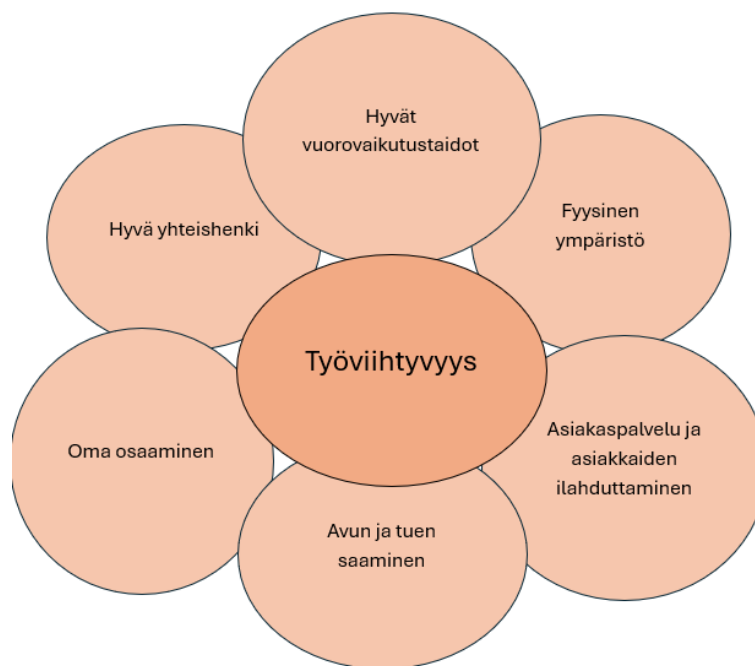 Hyvät
vuorovaikutustaidot
Hyvä yhteishenki
Fyysinen
ympäristö
Työviihtyvyys
Oma osaaminen
Asiakaspalvelu ja
asiakkaiden
ilahduttaminen
Avun ja tuen
saaminen